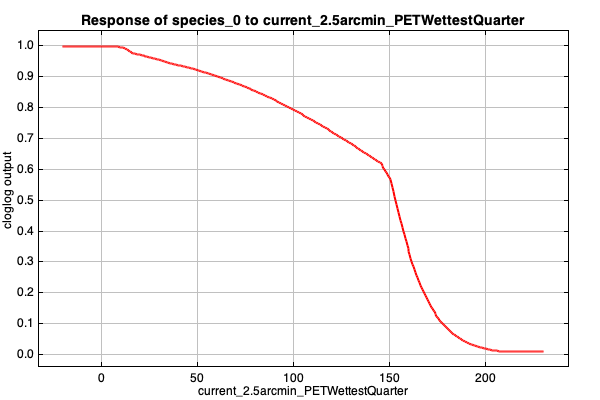 Response of species_0 to current_2.5arcmin_PETWettestQuarter
1.0
0.9
0.8
0.7
0.6
0.5
0.4
0.3
0.2
0.1
0.0
cloglog output
0 50 100 150 200
current_2.5arcmin_PETWettestQuarter